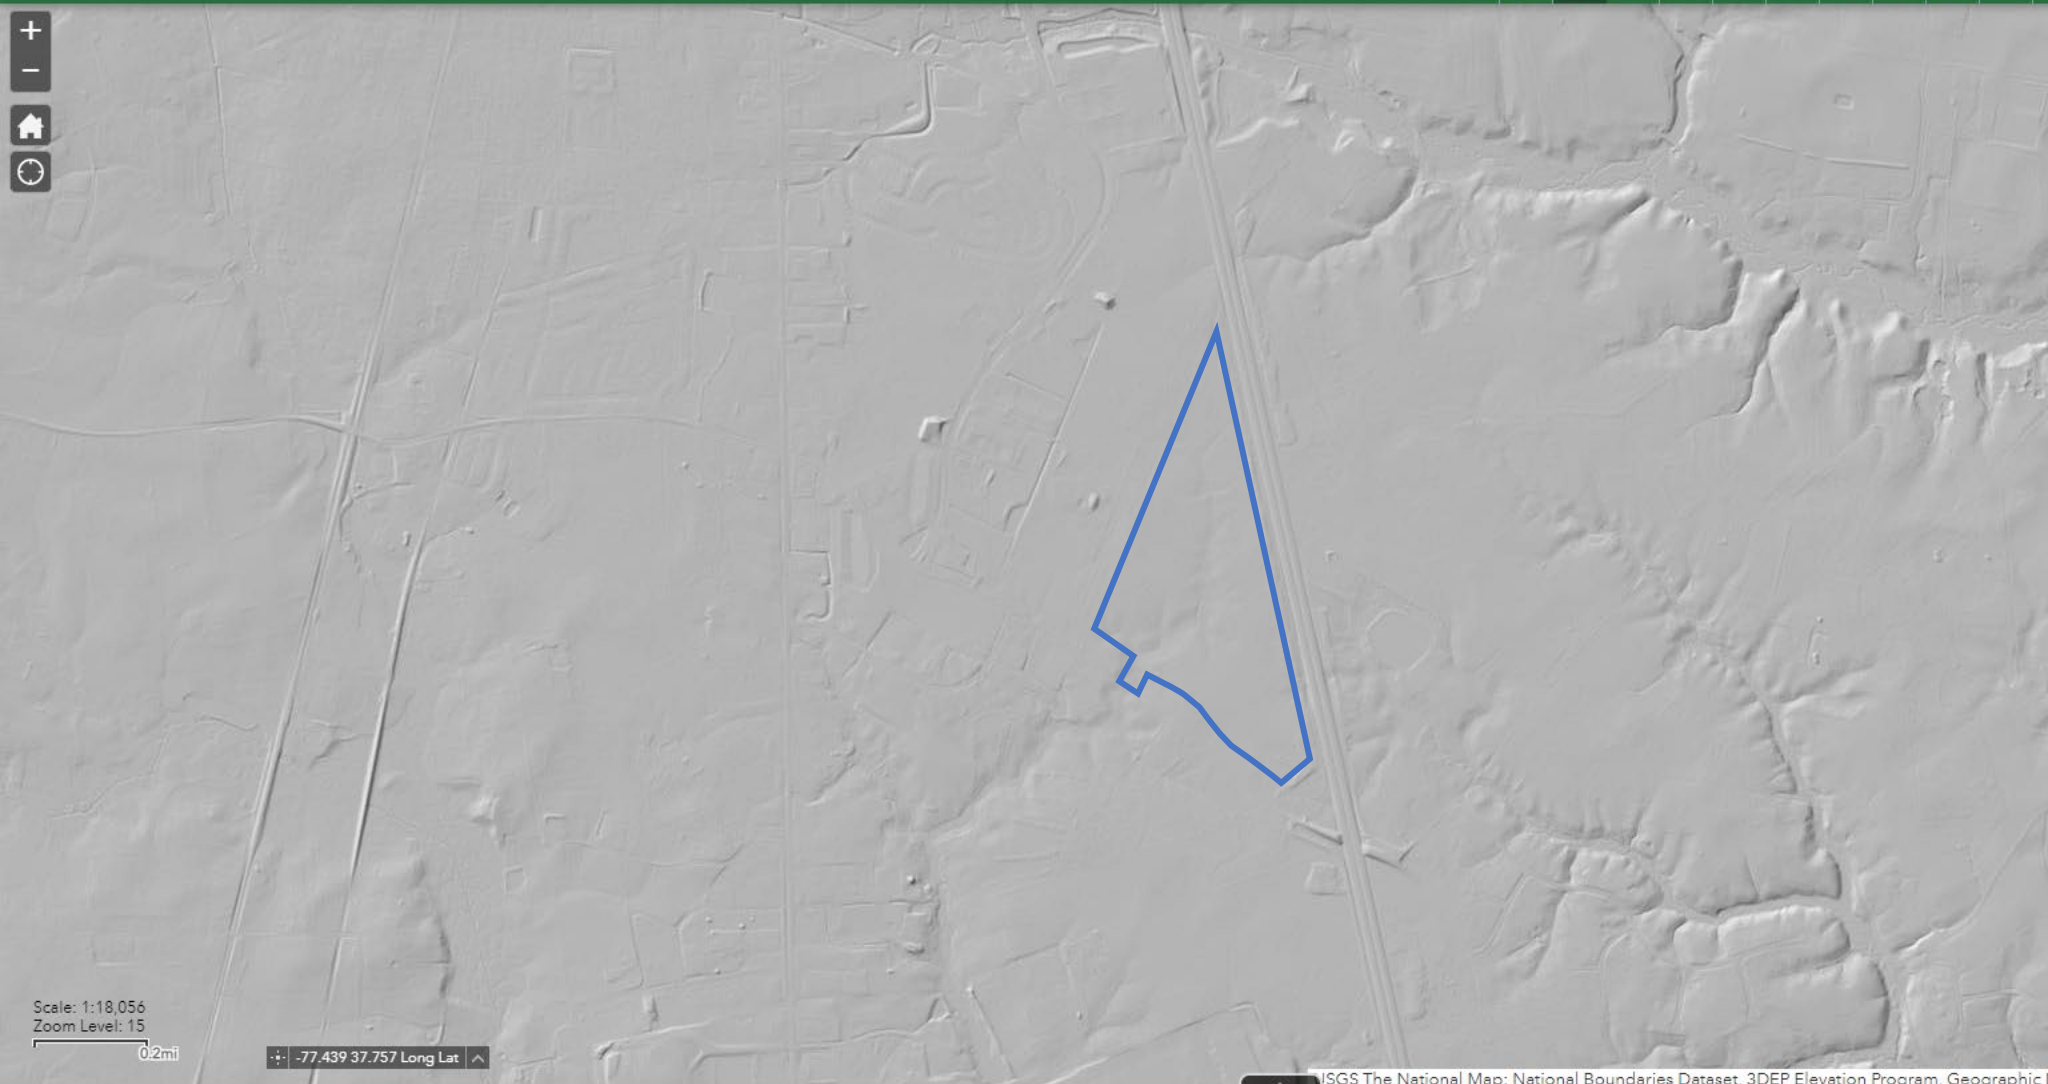 +
−
Scale: 1:18,056
Zoom Level: 15
0.2mi
-77.439 37.757 Long Lat
USGS The National Map: National Boundaries Dataset, 3DEP Elevation Program, Geographic